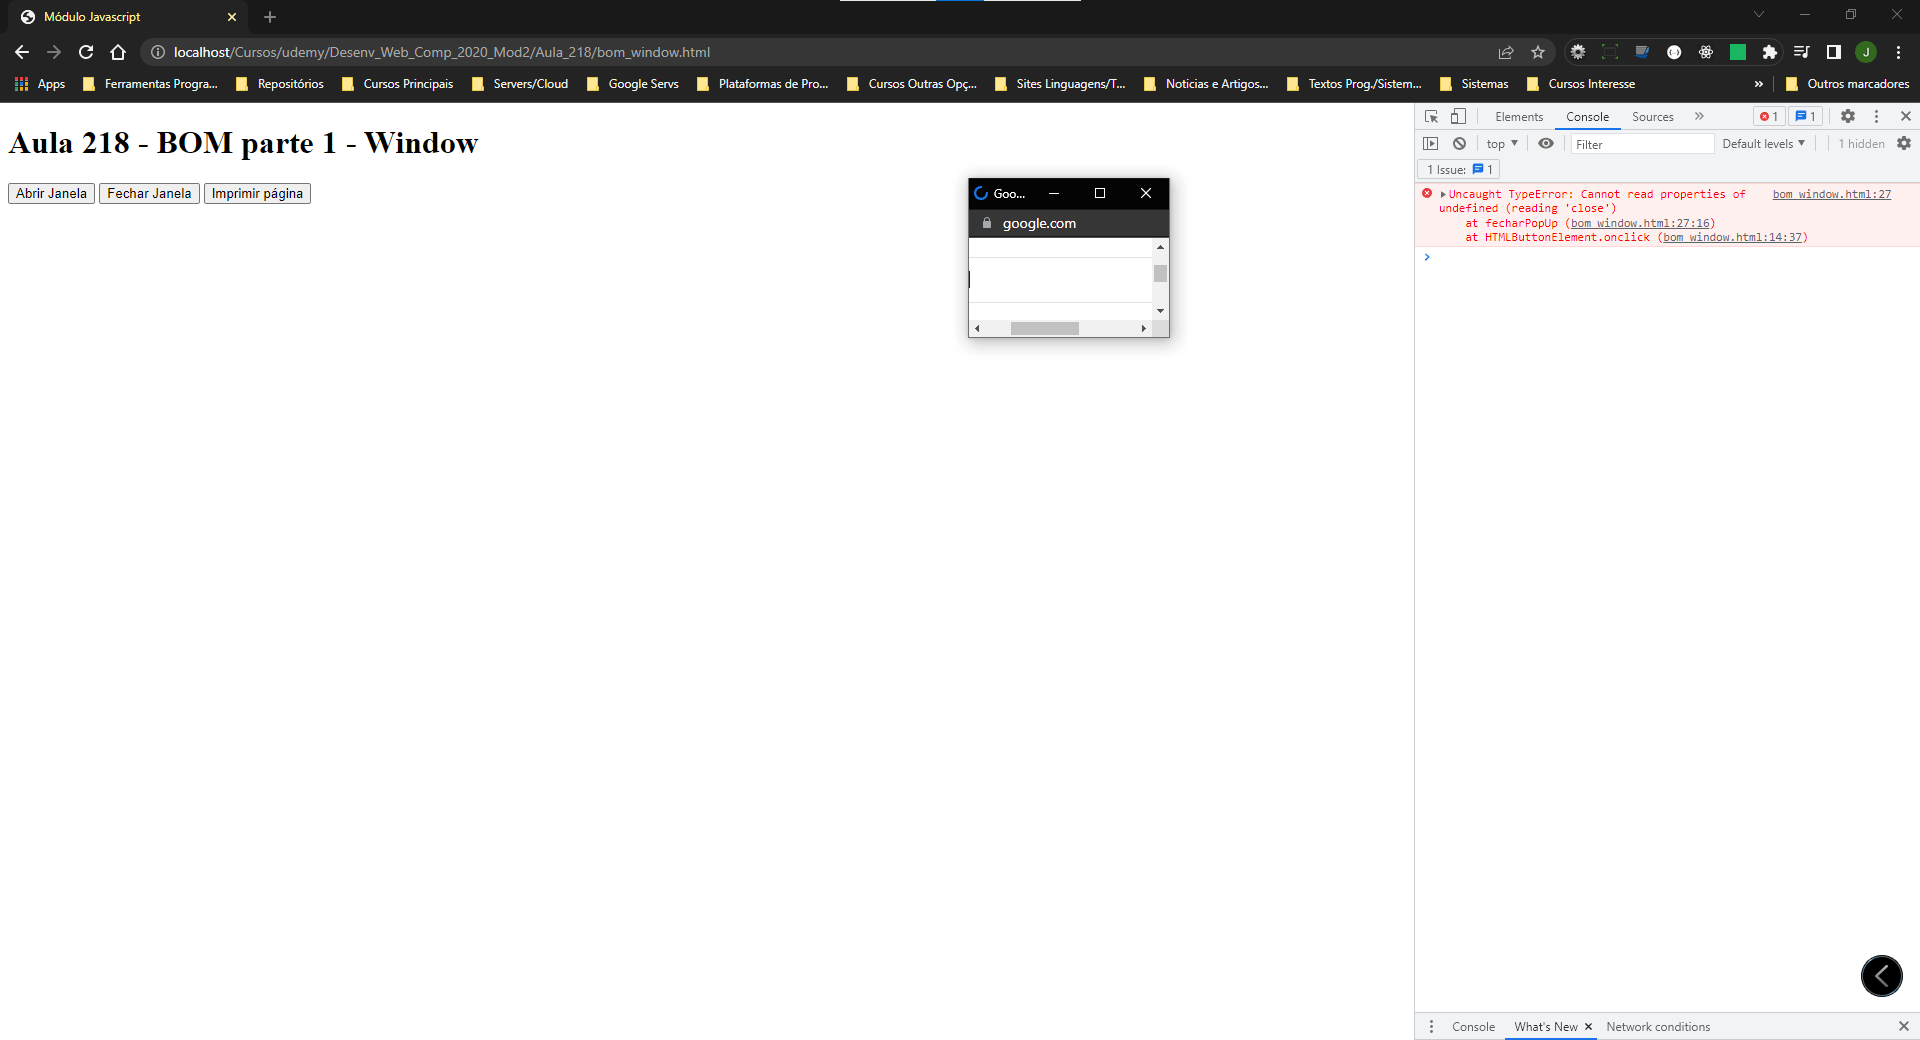 Módulo Javascript
localhost/Cursos/udemy/Desenv_Web_Comp_2020_Mod2/Aula_218/bom_window.html
J
Apps Ferramentas Progra... Repositórios Cursos Principais Servers/Cloud Google Servs Plataformas de Pro... Cursos Outras Opç... Sites Linguagens/T... Noticias e Artigos... Textos Prog./Sistem... Sistemas Cursos Interesse » Outros marcadores
Aula 218 - BOM parte 1 - Window
Abrir Janela Fechar Janela Imprimir página
Goo...
google.com
Elements Console Sources » 1 1
top Filter Default levels 1 hidden
1 Issue: 1
Uncaught TypeError: Cannot read properties of bom_window.html:27
undefined (reading 'close')
at fecharPopUp (bom_window.html:27:16)
at HTMLButtonElement.onclick (bom_window.html:14:37)
Console What's New Network conditions